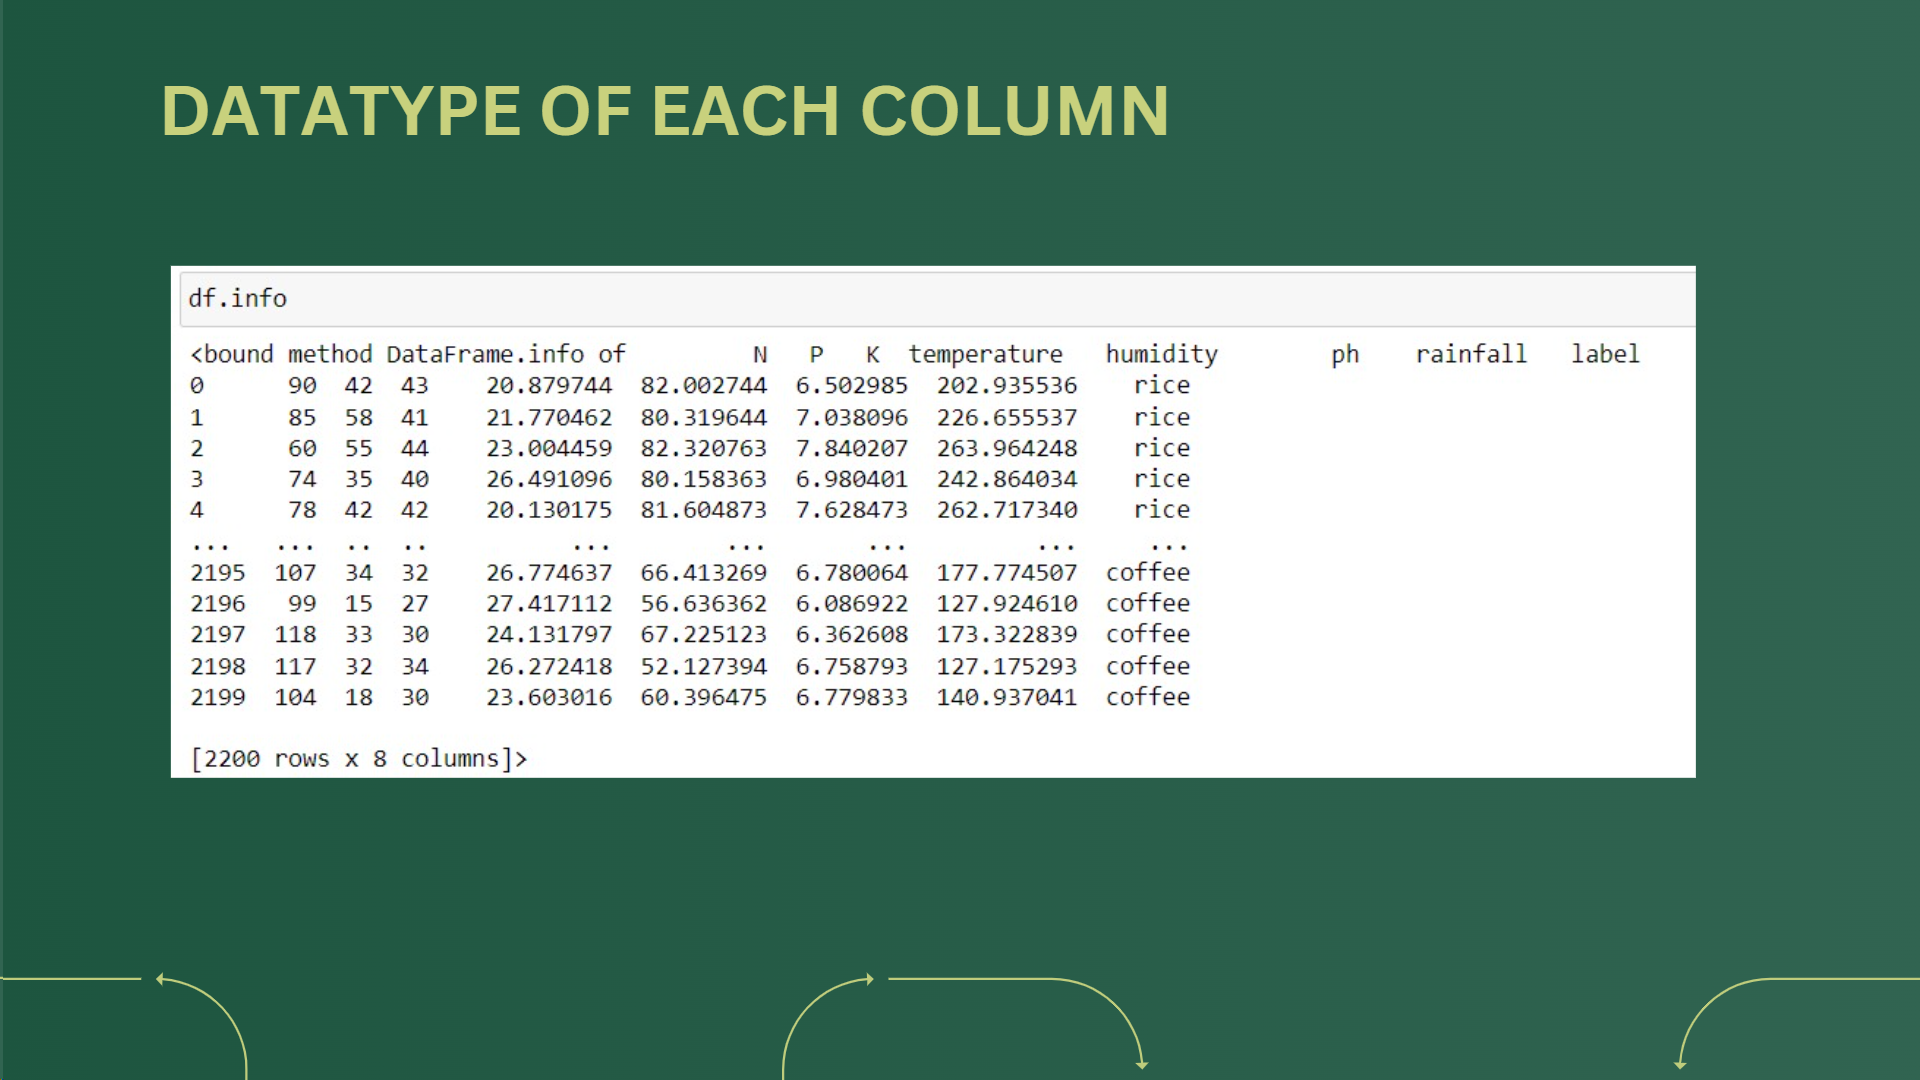 DATATYPE OF EACH COLUMN
df.info
<bound method DataFrame.info of         N   P   K  temperature   humidity        ph    rainfall   label
0      90  42  43     20.879744  82.002744  6.502985  202.935536    rice
1      85  58  41     21.770462  80.319644  7.038096  226.655537    rice
2      60  55  44     23.004459  82.320763  7.840207  263.964248    rice
3      74  35  40     26.491096  80.158363  6.980401  242.864034    rice
4      78  42  42     20.130175  81.604873  7.628473  262.717340    rice
...   ...  ..  ..           ...        ...       ...         ...     ...
2195  107  34  32     26.774637  66.413269  6.780064  177.774507  coffee
2196   99  15  27     27.417112  56.636362  6.086922  127.924610  coffee
2197  118  33  30     24.131797  67.225123  6.362608  173.322839  coffee
2198  117  32  34     26.272418  52.127394  6.758793  127.175293  coffee
2199  104  18  30     23.603016  60.396475  6.779833  140.937041  coffee
[2200 rows x 8 columns]>